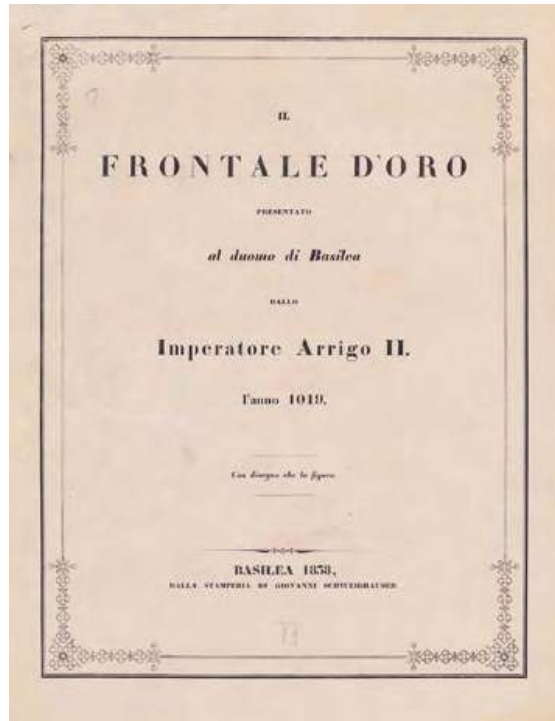 IL
FRONTALE D'ORO
PRESENTATO
al duomo di Basilea
DALLO
Imperatore Arrigo II.
l'anno 1019.
Con disegno che lo figura
BASILEA 1838,
DALLA STAMPERIA DI GIOVANNI SCHWEIGHAUSER